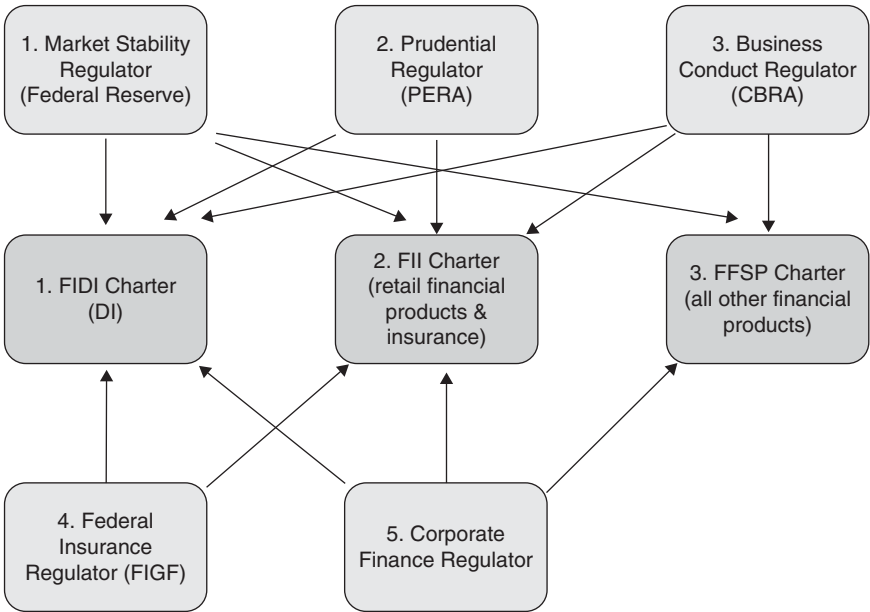 1. Market Stability
Regulator
(Federal Reserve)
2. Prudential
Regulator
(PERA)
3. Business
Conduct Regulator
(CBRA)
1. FIDI Charter
(DI)
2. FII Charter
(retail financial
products &
insurance)
3. FFSP Charter
(all other financial
products)
4. Federal
Insurance
Regulator (FIGF)
5. Corporate
Finance Regulator